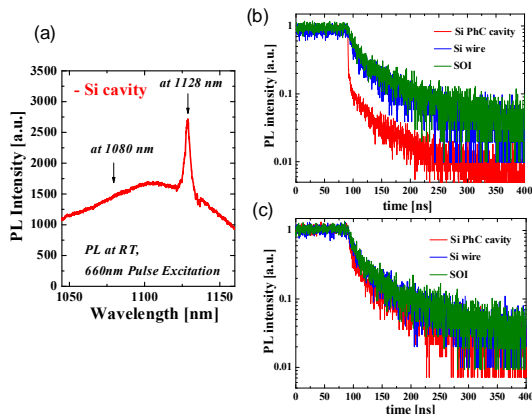 (a)
- Si cavity
at 1128 nm
at 1080 nm
PL at RT,
660nm Pulse Excitation
PL Intensity [a.u.]
3500
3000
2500
2000
1500
1000
500
0
1050
1100
1150
Wavelength [nm]
(b)
Si PhC cavity
Si wire
SOI
PL intensity [a.u.]
1
0.1
0.01
0
50
100
150
200
250
300
350
400
time [ns]
(c)
Si PhC cavity
Si wire
SOI
PL intensity [a.u.]
1
0.1
0.01
0
50
100
150
200
250
300
350
400
time [ns]